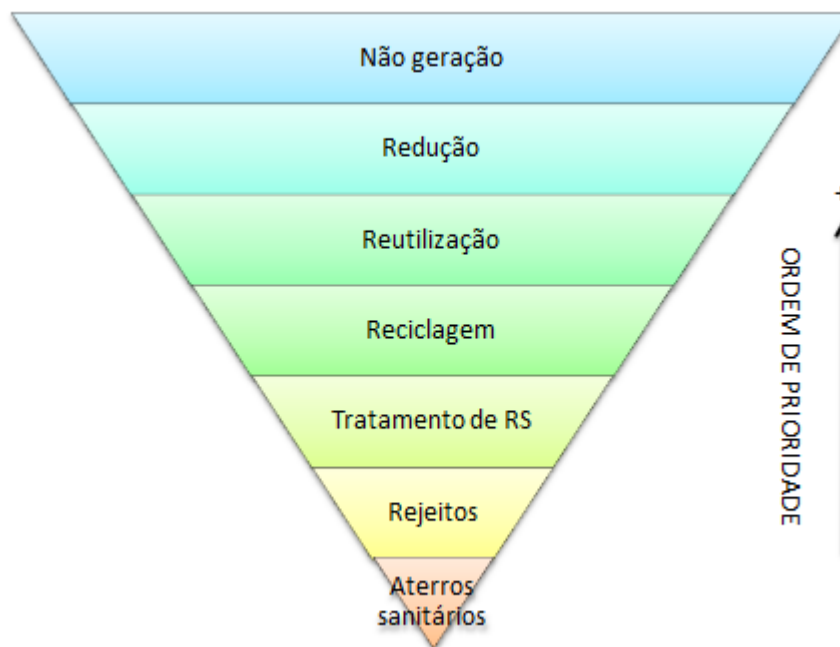 Não geração
Redução
Reutilização
Reciclagem
Tratamento de RS
Rejeitos
Aterros
sanitários
ORDEM DE PRIORIDADE